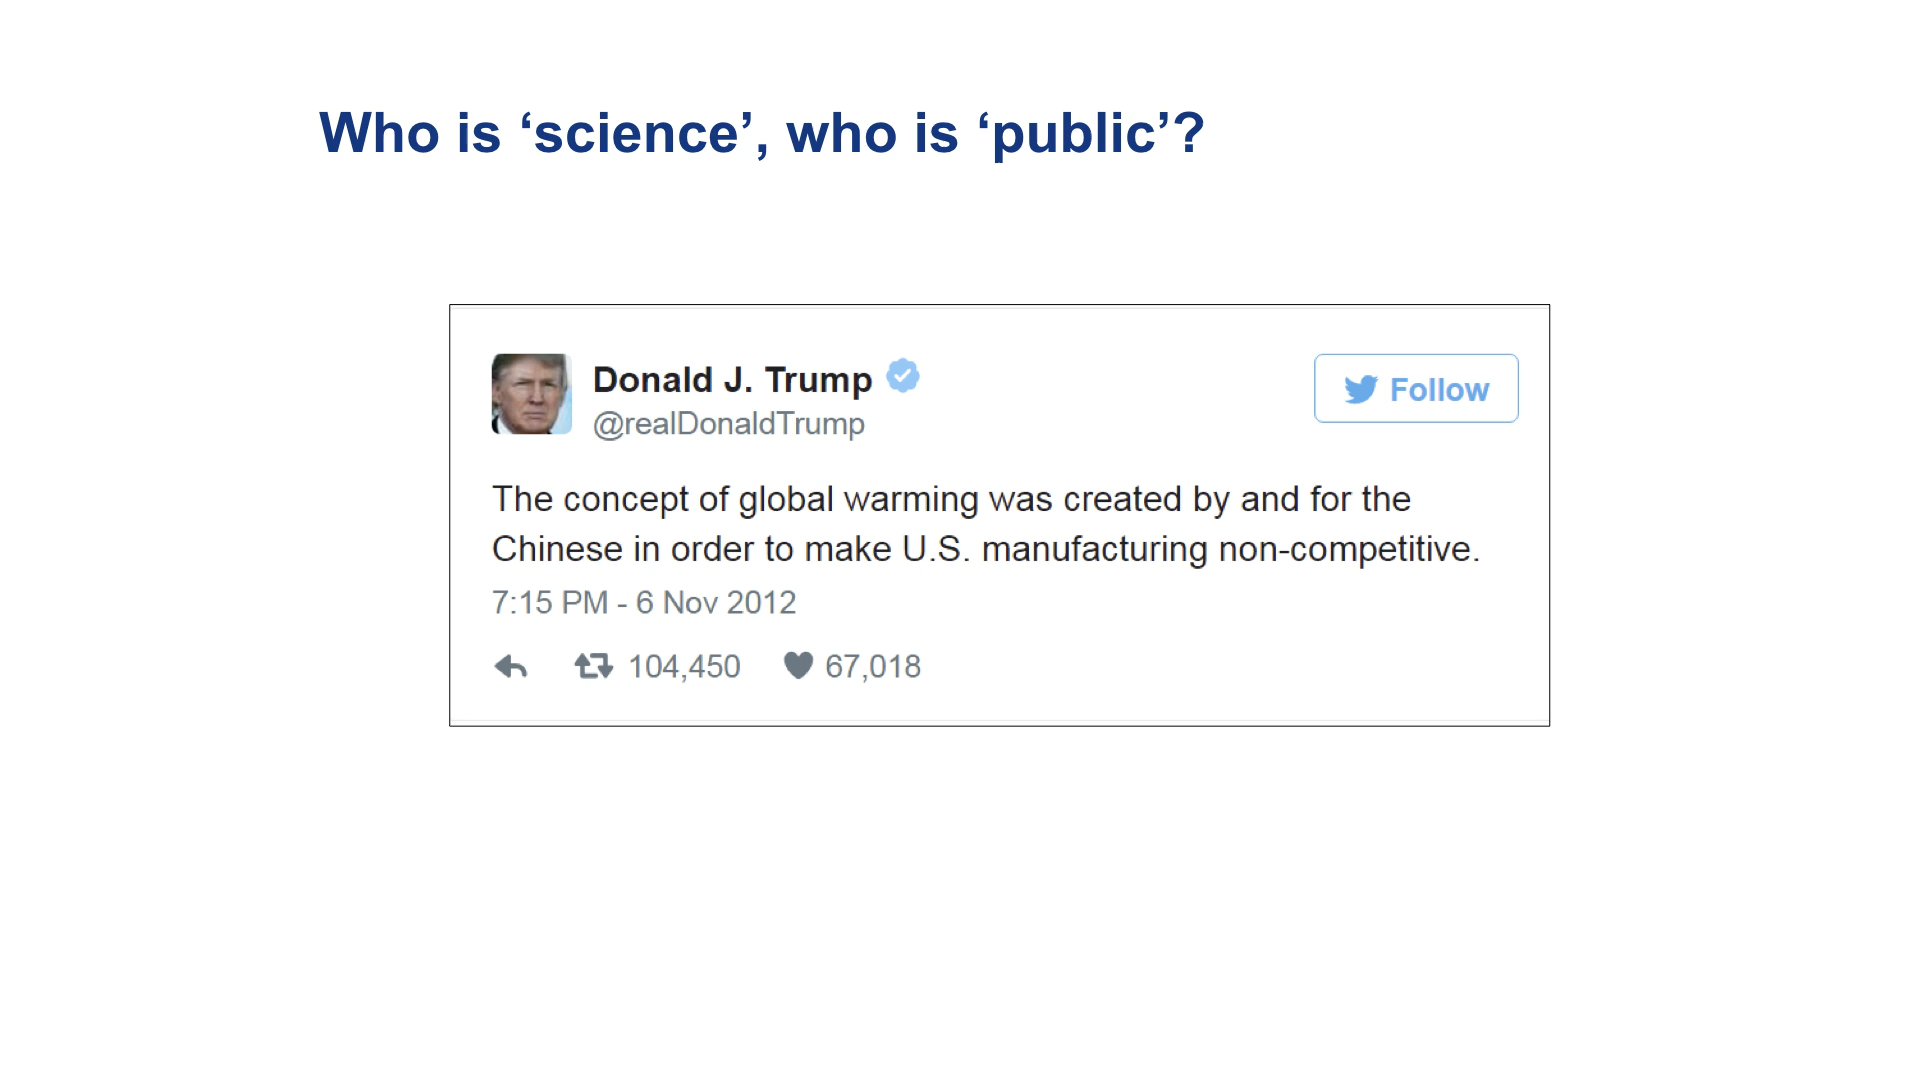 Who is ‘science’, who is ‘public’?
Donald J. Trump
@realDonaldTrump
Follow
The concept of global warming was created by and for the
Chinese in order to make U.S. manufacturing non-competitive.
7:15 PM - 6 Nov 2012
104,450 67,018